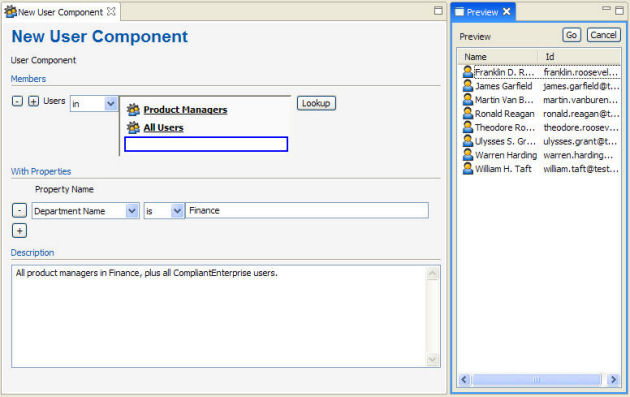 New User Component
New User Component
User Component
Members
- + Users in
Product Managers
All Users
Lookup
With Properties
Property Name
- Department Name is Finance
+
Description
All product managers in Finance, plus all CompliantEnterprise users.
Preview
Preview Go Cancel
Name Id
Franklin D. R... franklin.roosevel...
James Garfield james.garfield@t...
Martin Van B... martin.vanburen...
Ronald Reagan ronald.reagan@t...
Theodore Ro... theodore.roosev...
Ulysses S. Gr... ulysses.grant@t...
Warren Harding warren.harding...
William H. Taft william.taft@test...